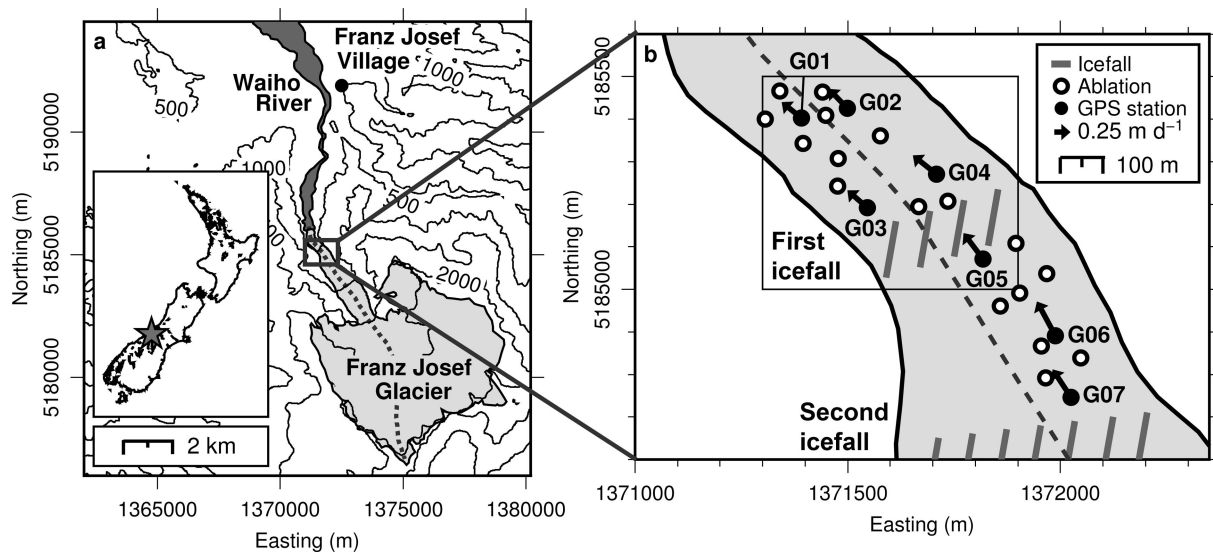 a
Franz Josef
Village
1000
Waiho
River
500
1000
500
2000
Franz Josef
Glacier
2 km
5190000
5185000
5180000
Northing (m)
1365000
1370000
1375000
1380000
Easting (m)
b
G01
G02
G04
G03
G05
G06
G07
First
icefall
Second
icefall
Icefall
Ablation
GPS station
0.25 m d⁻¹
100 m
5185500
5185000
Northing (m)
1371000
1371500
1372000
Easting (m)